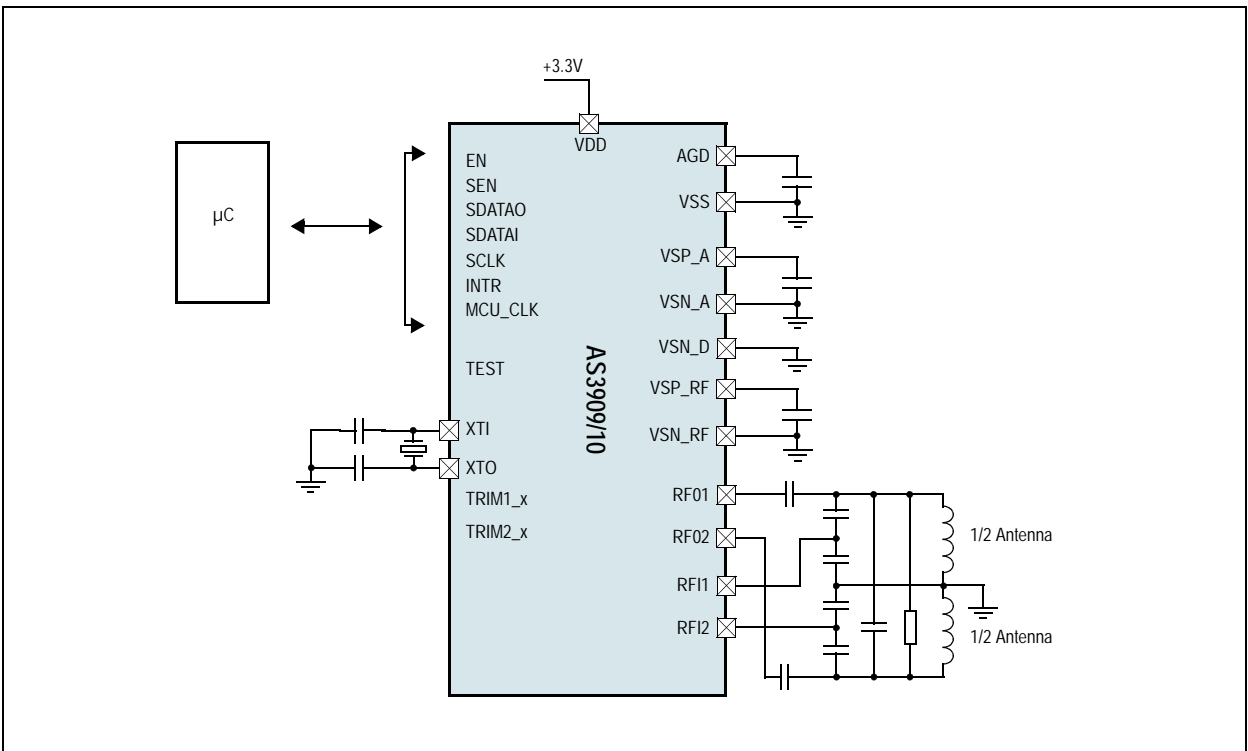 +3.3V
VDD
µC
EN
SEN
SDATAO
SDATAI
SCLK
INTR
MCU_CLK
TEST
XTI
XTO
TRIM1_x
TRIM2_x
AS3909/10
AGD
VSS
VSP_A
VSN_A
VSN_D
VSP_RF
VSN_RF
RF01
RF02
RFI1
RFI2
1/2 Antenna
1/2 Antenna